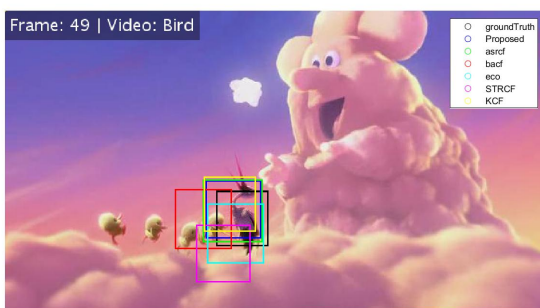 Frame: 49 | Video: Bird
groundTruth
Proposed
asrcf
bacf
eco
STRCF
KCF